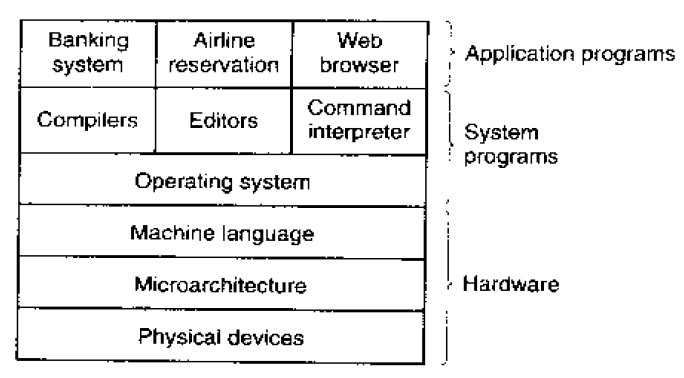 Banking
system
Airline
reservation
Web
browser
Application programs
Compilers
Editors
Command
interpreter
System
programs
Operating system
Machine language
Microarchitecture
Hardware
Physical devices